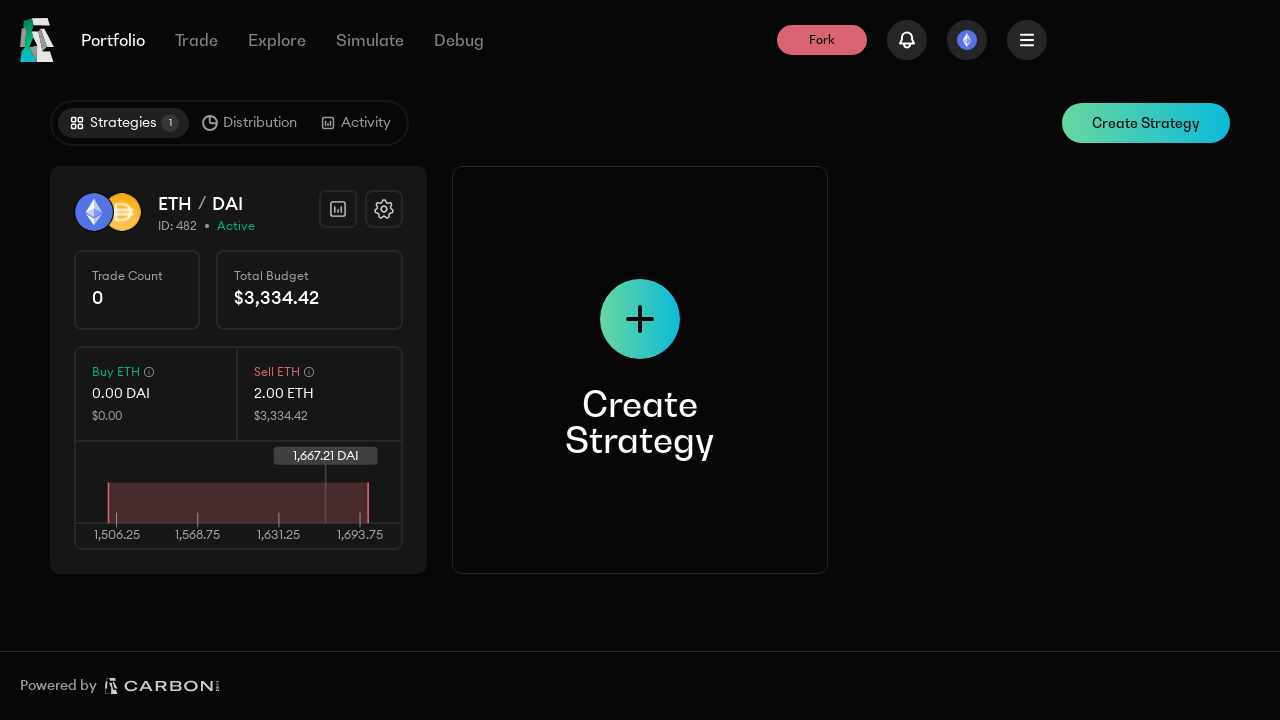 Portfolio
Trade
Explore
Simulate
Debug
Fork
Strategies 1
Distribution
Activity
Create Strategy
ETH / DAI
ID: 482 • Active
Trade Count
0
Total Budget
$3,334.42
Buy ETH
0.00 DAI
$0.00
Sell ETH
2.00 ETH
$3,334.42
1,667.21 DAI
1,506.25
1,568.75
1,631.25
1,693.75
Create
Strategy
Powered by
CARBON